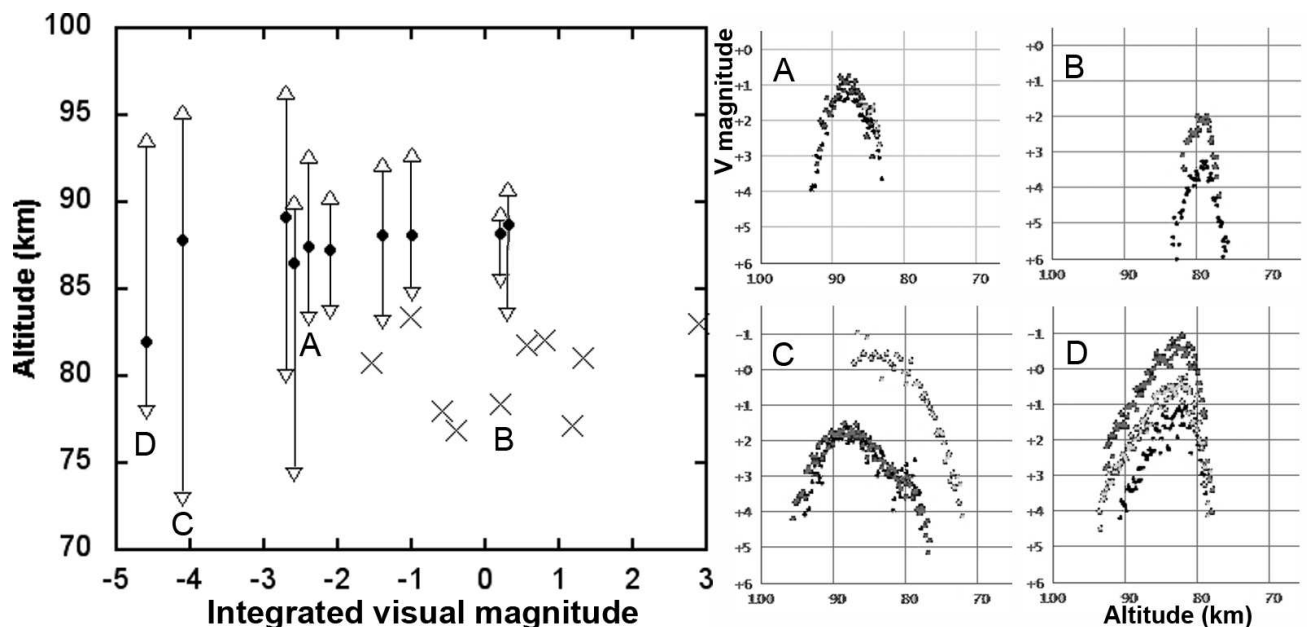 100
95
90
85
80
75
70
Altitude (km)
A
B
C
D
-5 -4 -3 -2 -1 0 1 2 3
Integrated visual magnitude
V magnitude
A
+0
+1
+2
+3
+4
+5
+6
100 90 80 70
B
+0
+1
+2
+3
+4
+5
+6
100 90 80 70
C
-1
+0
+1
+2
+3
+4
+5
+6
100 90 80 70
D
-1
+0
+1
+2
+3
+4
+5
+6
100 90 80 70
Altitude (km)